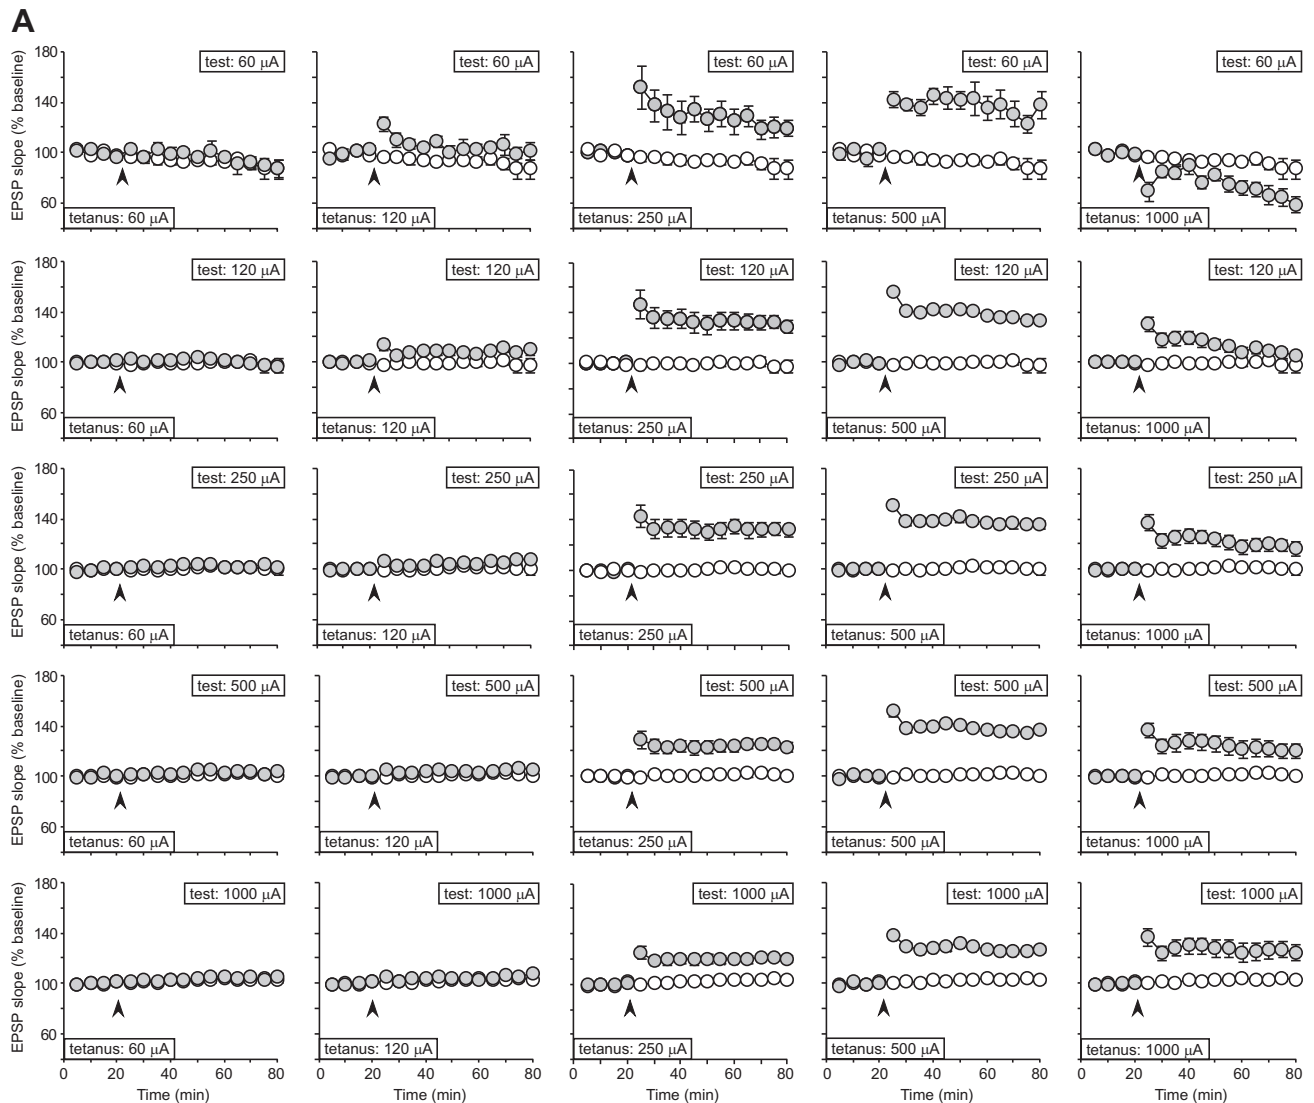 A
EPSP slope (% baseline)
180
140
100
60
test: 60 μA
tetanus: 60 μA
test: 60 μA
tetanus: 120 μA
test: 60 μA
tetanus: 250 μA
test: 60 μA
tetanus: 500 μA
test: 60 μA
tetanus: 1000 μA
EPSP slope (% baseline)
180
140
100
60
test: 120 μA
tetanus: 60 μA
test: 120 μA
tetanus: 120 μA
test: 120 μA
tetanus: 250 μA
test: 120 μA
tetanus: 500 μA
test: 120 μA
tetanus: 1000 μA
EPSP slope (% baseline)
180
140
100
60
test: 250 μA
tetanus: 60 μA
test: 250 μA
tetanus: 120 μA
test: 250 μA
tetanus: 250 μA
test: 250 μA
tetanus: 500 μA
test: 250 μA
tetanus: 1000 μA
EPSP slope (% baseline)
180
140
100
60
test: 500 μA
tetanus: 60 μA
test: 500 μA
tetanus: 120 μA
test: 500 μA
tetanus: 250 μA
test: 500 μA
tetanus: 500 μA
test: 500 μA
tetanus: 1000 μA
EPSP slope (% baseline)
180
140
100
60
test: 1000 μA
tetanus: 60 μA
test: 1000 μA
tetanus: 120 μA
test: 1000 μA
tetanus: 250 μA
test: 1000 μA
tetanus: 500 μA
test: 1000 μA
tetanus: 1000 μA
0 20 40 60 80
0 20 40 60 80
0 20 40 60 80
0 20 40 60 80
0 20 40 60 80
Time (min)
Time (min)
Time (min)
Time (min)
Time (min)